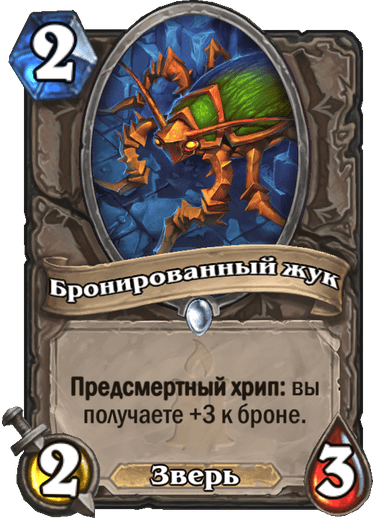 2
Бронированный жук
Предсмертный хрип: вы
получаете +3 к броне.
2
Зверь
3